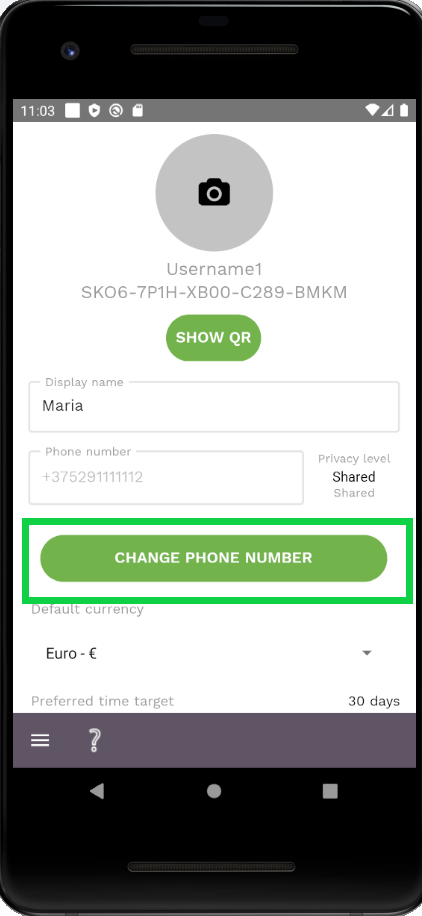 11:03
Username1
SKO6-7P1H-XB00-C289-BMKM
SHOW QR
Display name
Maria
Phone number
+375291111112
Privacy level
Shared
Shared
CHANGE PHONE NUMBER
Default currency
Euro - €
Preferred time target
30 days